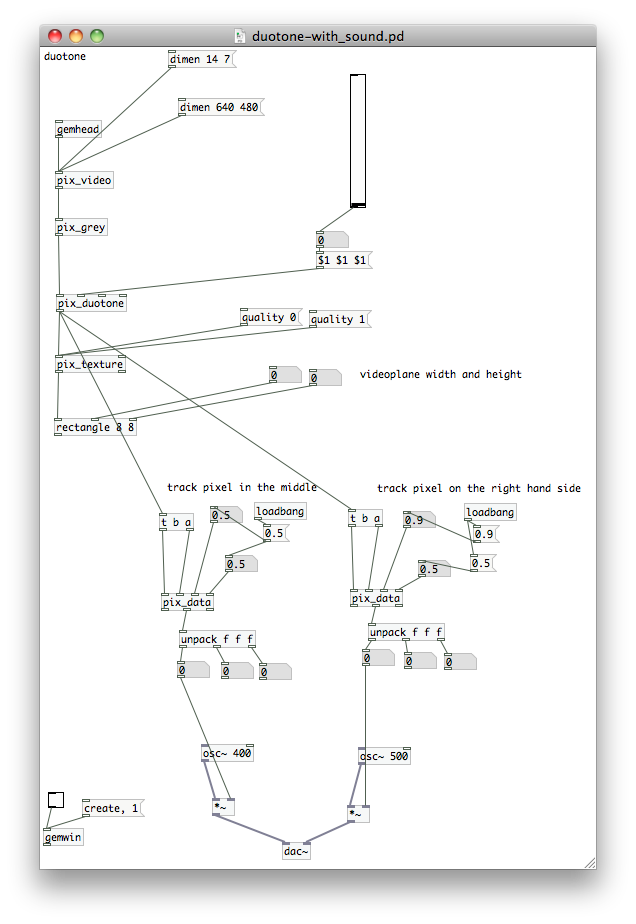 duotone-with_sound.pd
duotone
dimen 14 7
dimen 640 480
gemhead
pix_video
pix_grey
0
$1 $1 $1
pix_duotone
quality 0
quality 1
pix_texture
0
0
videoplane width and height
rectangle 8 8
track pixel in the middle
track pixel on the right hand side
t b a
0.5
loadbang
0.5
0.5
pix_data
t b a
0.9
loadbang
0.9
0.5
0.5
pix_data
unpack f f f
0
0
0
unpack f f f
0
0
0
osc~ 400
osc~ 500
create, 1
*~
*~
gemwin
dac~